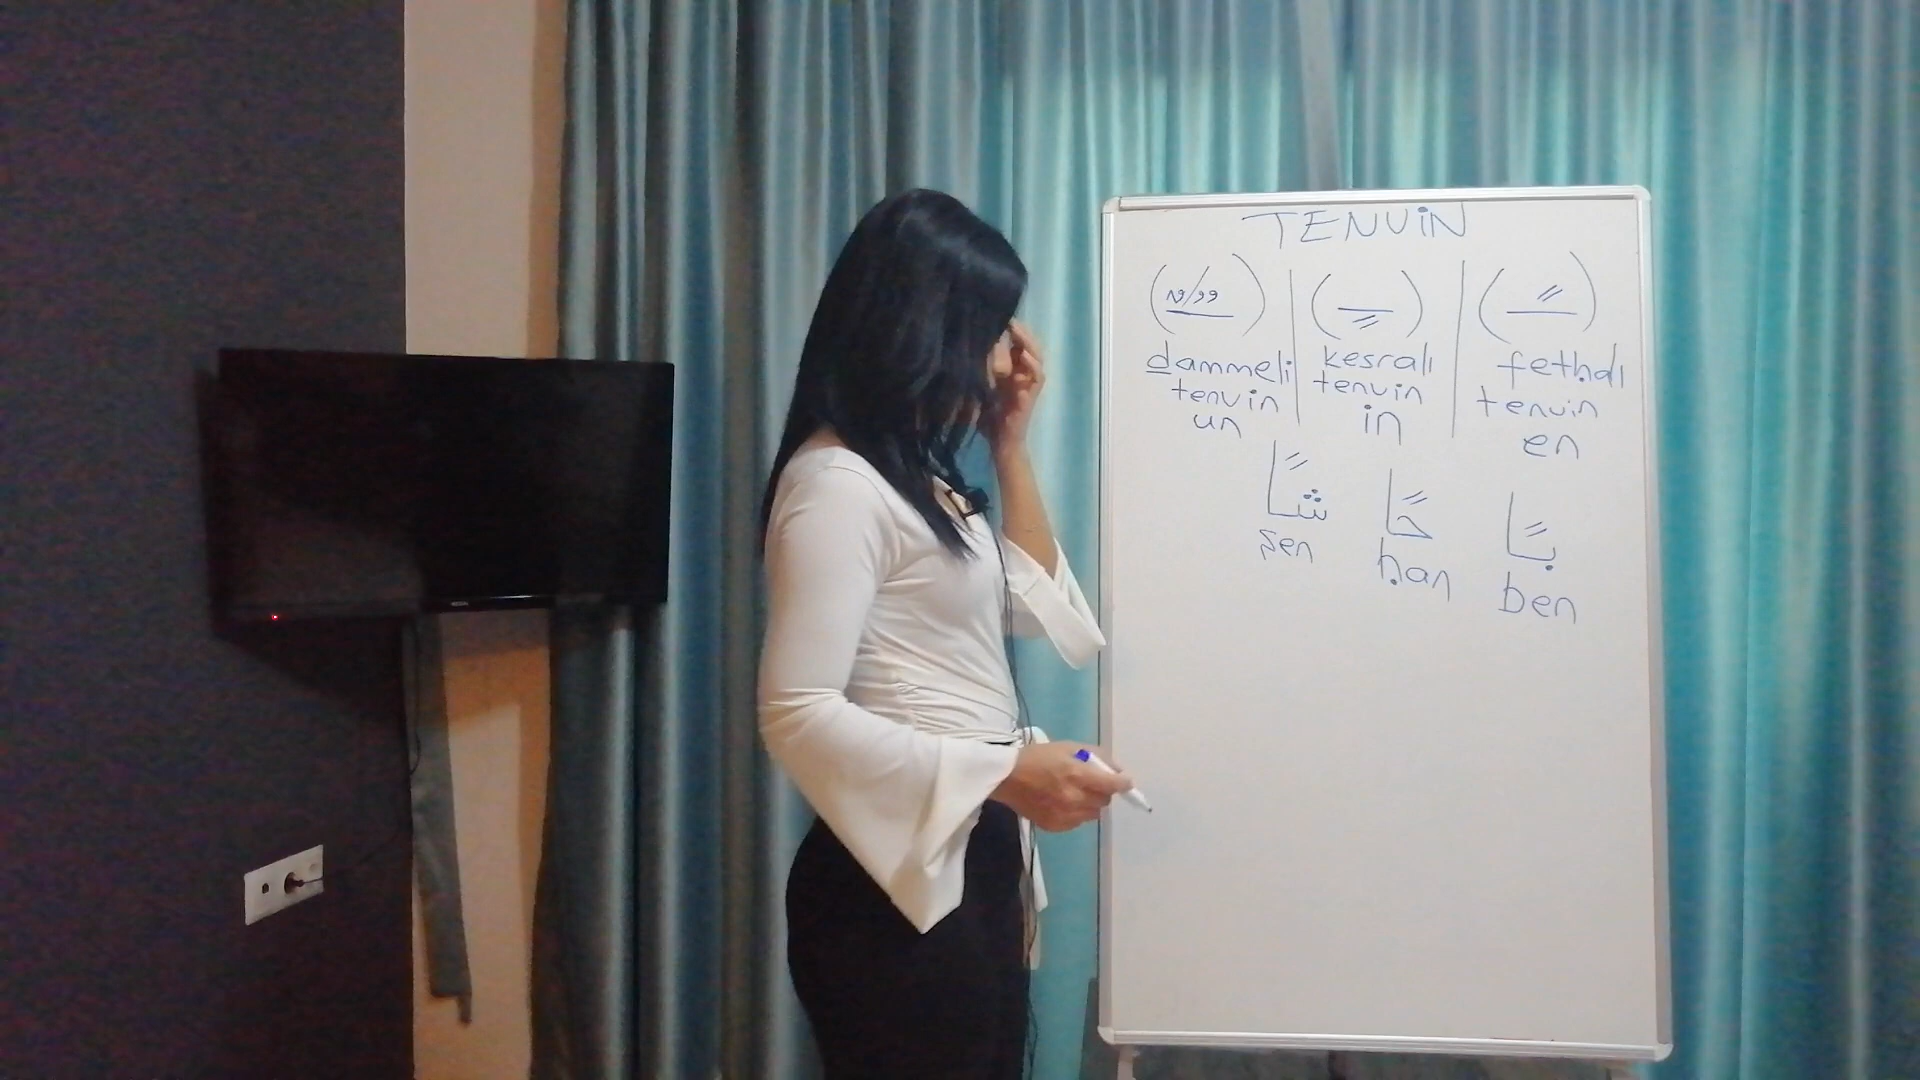 TENVİN
dammeli tenvin un
kesralı tenvin in
fethalı tenvin en
شاً حاً باً
şen ḥan ben